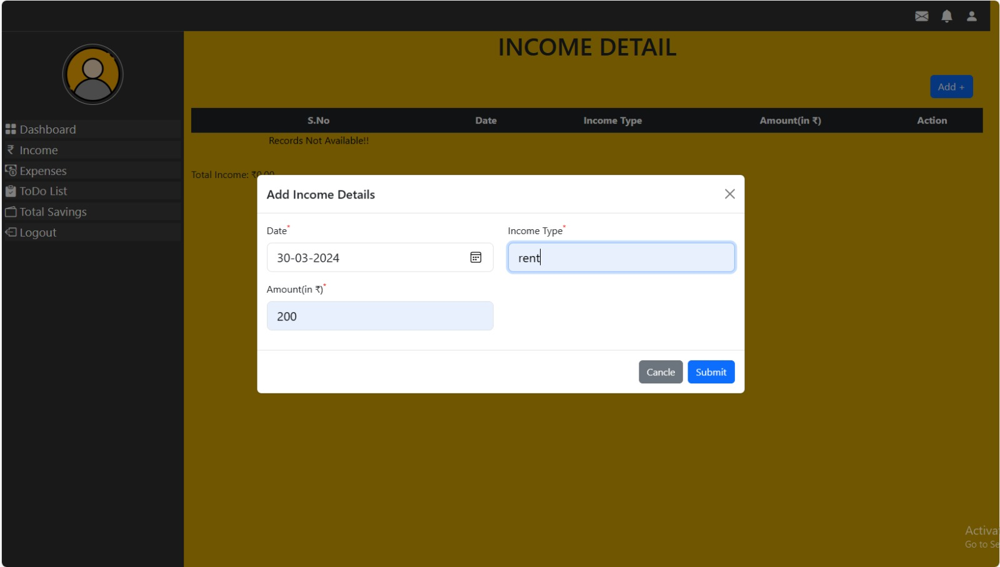 INCOME DETAIL
Add +
S.No Date Income Type Amount(in ₹) Action
Records Not Available!!
Total Income: ₹0.00
Dashboard
₹ Income
Expenses
ToDo List
Total Savings
Logout
Add Income Details
Date* Income Type*
30-03-2024 rent
Amount(in ₹)*
200
Cancle Submit
Activa
Go to Se